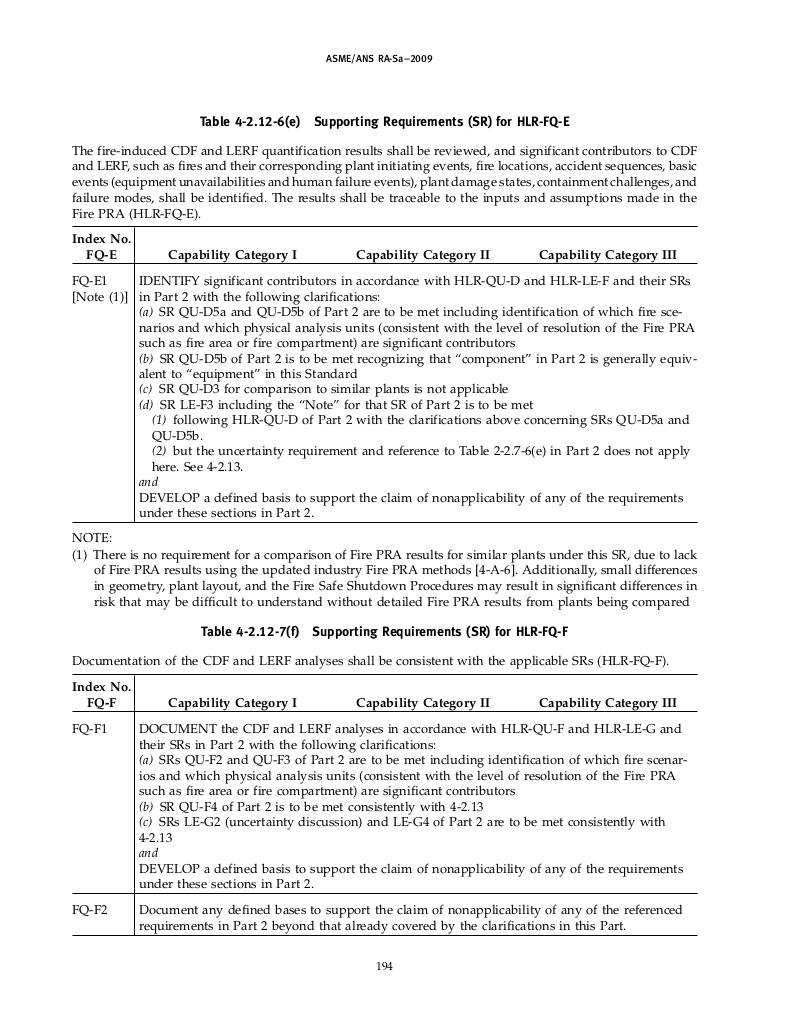 ASME/ANS RA-Sa–2009
Table 4-2.12-6(e) Supporting Requirements (SR) for HLR-FQ-E
The fire-induced CDF and LERF quantification results shall be reviewed, and significant contributors to CDF
and LERF, such as fires and their corresponding plant initiating events, fire locations, accident sequences, basic
events (equipment unavailabilities and human failure events), plant damage states, containment challenges, and
failure modes, shall be identified. The results shall be traceable to the inputs and assumptions made in the
Fire PRA (HLR-FQ-E).
Index No.
FQ-E Capability Category I Capability Category II Capability Category III
FQ-E1 IDENTIFY significant contributors in accordance with HLR-QU-D and HLR-LE-F and their SRs
[Note (1)] in Part 2 with the following clarifications:
(a) SR QU-D5a and QU-D5b of Part 2 are to be met including identification of which fire sce-
narios and which physical analysis units (consistent with the level of resolution of the Fire PRA
such as fire area or fire compartment) are significant contributors
(b) SR QU-D5b of Part 2 is to be met recognizing that “component” in Part 2 is generally equiv-
alent to “equipment” in this Standard
(c) SR QU-D3 for comparison to similar plants is not applicable
(d) SR LE-F3 including the “Note” for that SR of Part 2 is to be met
(1) following HLR-QU-D of Part 2 with the clarifications above concerning SRs QU-D5a and
QU-D5b.
(2) but the uncertainty requirement and reference to Table 2-2.7-6(e) in Part 2 does not apply
here. See 4-2.13.
and
DEVELOP a defined basis to support the claim of nonapplicability of any of the requirements
under these sections in Part 2.
NOTE:
(1) There is no requirement for a comparison of Fire PRA results for similar plants under this SR, due to lack
of Fire PRA results using the updated industry Fire PRA methods [4-A-6]. Additionally, small differences
in geometry, plant layout, and the Fire Safe Shutdown Procedures may result in significant differences in
risk that may be difficult to understand without detailed Fire PRA results from plants being compared
Table 4-2.12-7(f) Supporting Requirements (SR) for HLR-FQ-F
Documentation of the CDF and LERF analyses shall be consistent with the applicable SRs (HLR-FQ-F).
Index No.
FQ-F Capability Category I Capability Category II Capability Category III
FQ-F1 DOCUMENT the CDF and LERF analyses in accordance with HLR-QU-F and HLR-LE-G and
their SRs in Part 2 with the following clarifications:
(a) SRs QU-F2 and QU-F3 of Part 2 are to be met including identification of which fire scenar-
ios and which physical analysis units (consistent with the level of resolution of the Fire PRA
such as fire area or fire compartment) are significant contributors
(b) SR QU-F4 of Part 2 is to be met consistently with 4-2.13
(c) SRs LE-G2 (uncertainty discussion) and LE-G4 of Part 2 are to be met consistently with
4-2.13
and
DEVELOP a defined basis to support the claim of nonapplicability of any of the requirements
under these sections in Part 2.
FQ-F2 Document any defined bases to support the claim of nonapplicability of any of the referenced
requirements in Part 2 beyond that already covered by the clarifications in this Part.
194